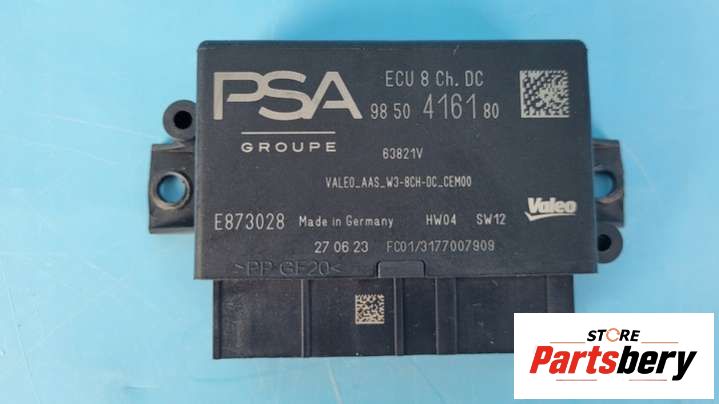 PSA
GROUPE
ECU 8 Ch. DC
98 50 4161 80
63821V
VALEO_AAS_W3-8CH-DC_CEM00
Valeo
E873028 Made in Germany HW04 SW12
27 06 23 FC01/3177007909
>PP GF20<
STORE
Partsbery